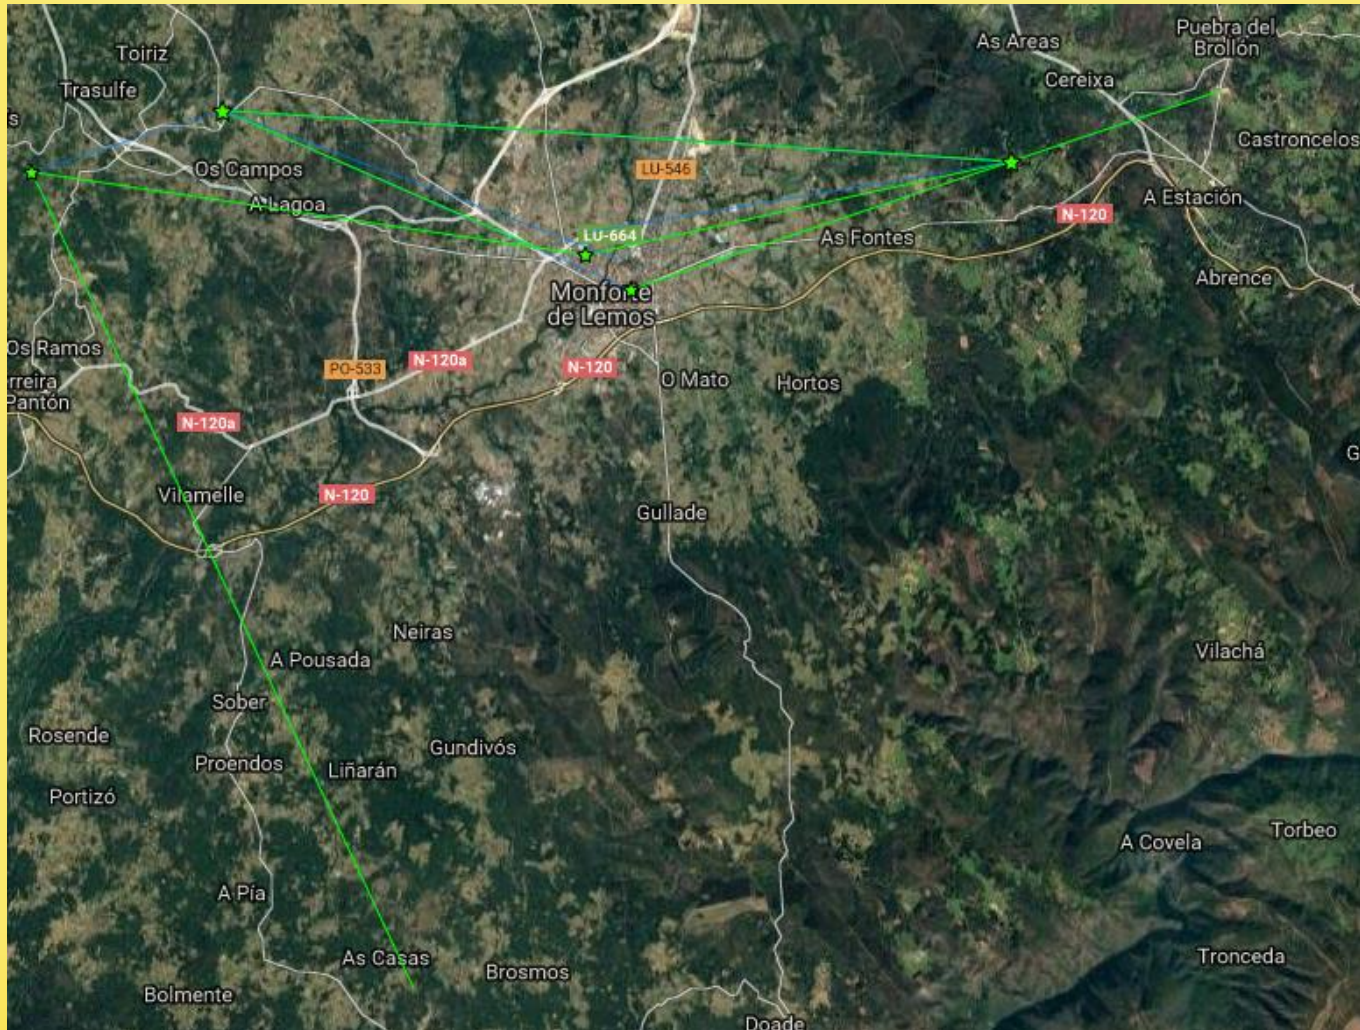 Puebra del
Brollón
As Areas
Toiriz
Cereixa
Trasulfe
s
Castroncelos
Os Campos
LU-546
A Estación
A Lagoa
N-120
LU-664
As Fontes
Abrence
Monforte
de Lemos
Os Ramos
N-120a
PO-533
N-120
O Mato
Hortos
erreira
Pantón
N-120a
G
Vilamelle
N-120
Gullade
Neiras
Vilachá
A Pousada
Sober
Rosende
Gundivós
Proendos
Liñarán
Portizó
Torbeo
A Covela
A Pía
As Casas
Tronceda
Brosmos
Bolmente
Doade